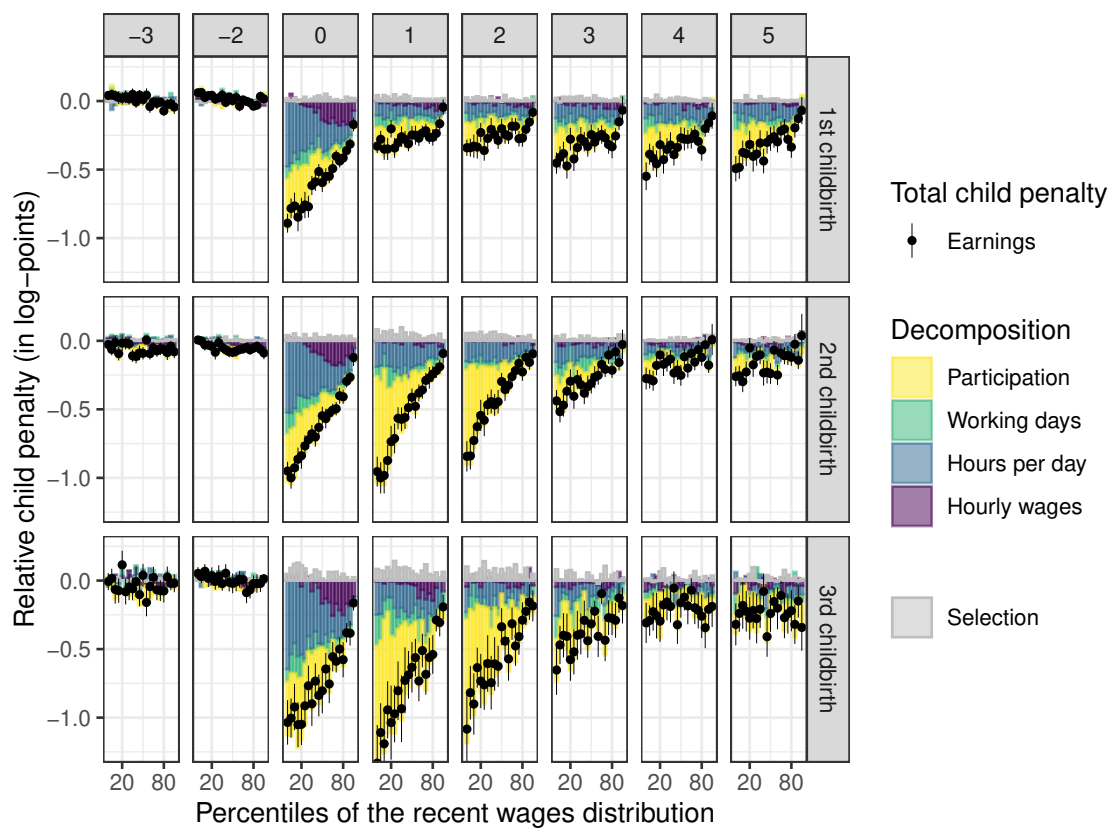 −3 −2 0 1 2 3 4 5
0.0
−0.5
−1.0
1st childbirth
0.0
−0.5
−1.0
2nd childbirth
0.0
−0.5
−1.0
3rd childbirth
20 80 20 80 20 80 20 80 20 80 20 80 20 80 20 80
Percentiles of the recent wages distribution
Relative child penalty (in log−points)
Total child penalty
Earnings
Decomposition
Participation
Working days
Hours per day
Hourly wages
Selection